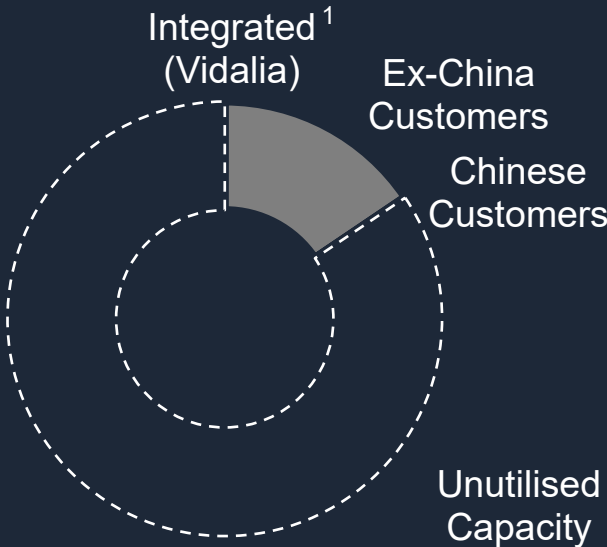 Integrated ¹
(Vidalia)
Ex-China
Customers
Chinese
Customers
Unutilised
Capacity